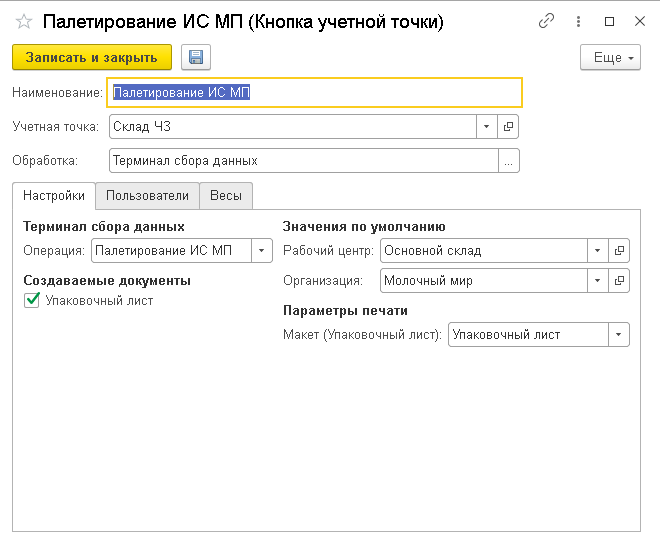 Палетирование ИС МП (Кнопка учетной точки)
Записать и закрыть
Еще
Наименование: Палетирование ИС МП
Учетная точка: Склад ЧЗ
Обработка: Терминал сбора данных ...
Настройки Пользователи Весы
Терминал сбора данных Значения по умолчанию
Операция: Палетирование ИС МП Рабочий центр: Основной склад
Создаваемые документы Организация: Молочный мир
Упаковочный лист Параметры печати
Макет (Упаковочный лист): Упаковочный лист